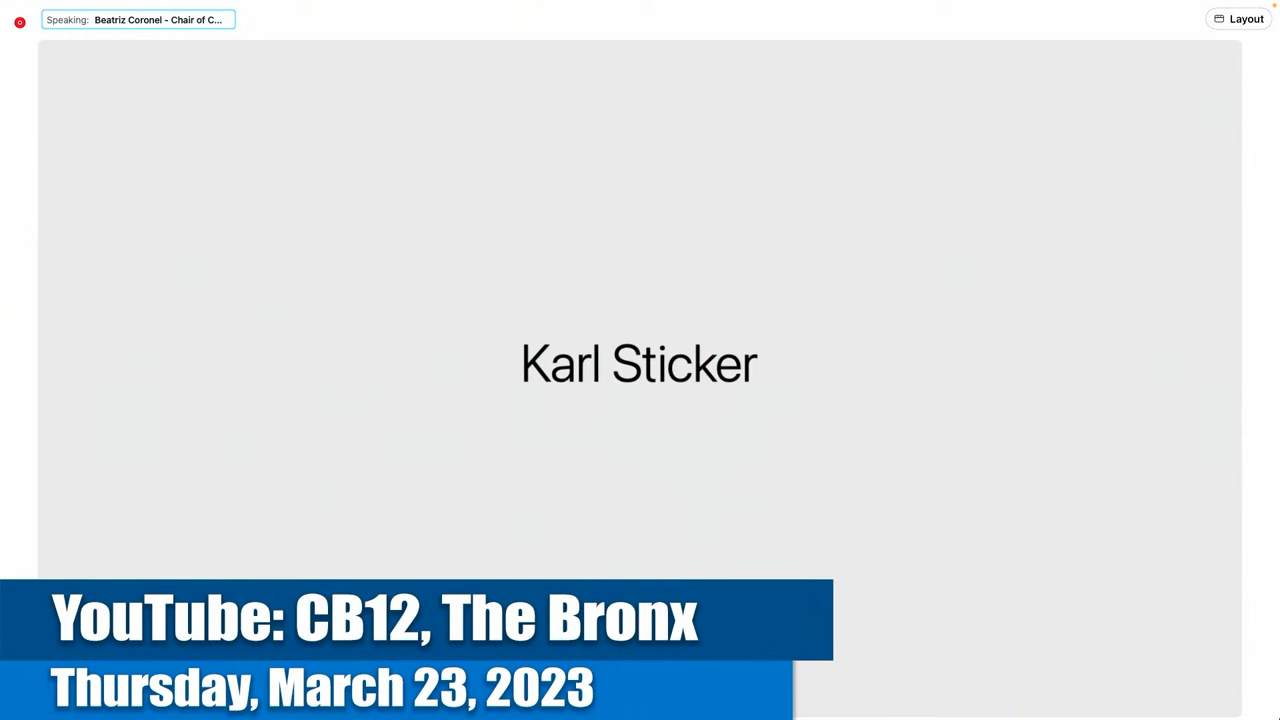 Speaking: Beatriz Coronel - Chair of C...
Layout
Karl Sticker
YouTube: CB12, The Bronx
Thursday, March 23, 2023